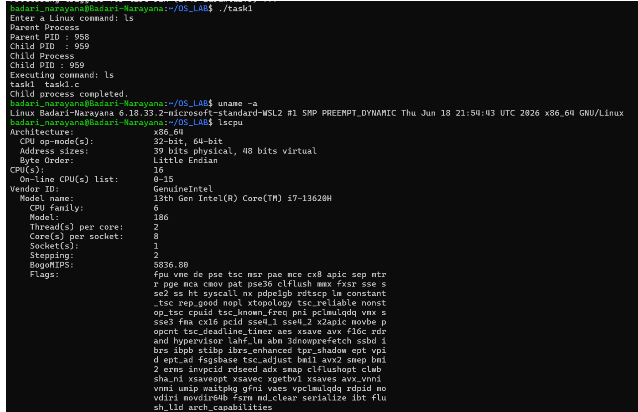 badari_narayana@Badari-Narayana:~/OS_LAB$ ./task1
Enter a Linux command: ls
Parent Process
Parent PID : 958
Child PID  : 959
Child Process
Child PID  : 959
Executing command: ls
task1  task1.c
Child process completed.
badari_narayana@Badari-Narayana:~/OS_LAB$ uname -a
Linux Badari-Narayana 6.18.33.2-microsoft-standard-WSL2 #1 SMP PREEMPT_DYNAMIC Thu Jun 18 21:54:43 UTC 2026 x86_64 GNU/Linux
badari_narayana@Badari-Narayana:~/OS_LAB$ lscpu
Architecture: x86_64
CPU op-mode(s): 32-bit, 64-bit
Address sizes: 39 bits physical, 48 bits virtual
Byte Order: Little Endian
CPU(s): 16
On-line CPU(s) list: 0-15
Vendor ID: GenuineIntel
Model name: 13th Gen Intel(R) Core(TM) i7-13620H
CPU family: 6
Model: 186
Thread(s) per core: 2
Core(s) per socket: 8
Socket(s): 1
Stepping: 2
BogoMIPS: 5836.80
Flags: fpu vme de pse tsc msr pae mce cx8 apic sep mtr
r pge mca cmov pat pse36 clflush mmx fxsr sse s
se2 ss ht syscall nx pdpe1gb rdtscp lm constant
_tsc rep_good nopl xtopology tsc_reliable nonst
op_tsc cpuid tsc_known_freq pni pclmulqdq vmx s
sse3 fma cx16 pcid sse4_1 sse4_2 x2apic movbe p
opcnt tsc_deadline_timer aes xsave avx f16c rdr
and hypervisor lahf_lm abm 3dnowprefetch ssbd i
brs ibpb stibp ibrs_enhanced tpr_shadow ept vpi
d ept_ad fsgsbase tsc_adjust bmi1 avx2 smep bmi
2 erms invpcid rdseed adx smap clflushopt clwb
sha_ni xsaveopt xsavec xgetbv1 xsaves avx_vnni
vnmi umip waitpkg gfni vaes vpclmulqdq rdpid mo
vdiri movdir64b fsrm md_clear serialize ibt flu
sh_l1d arch_capabilities